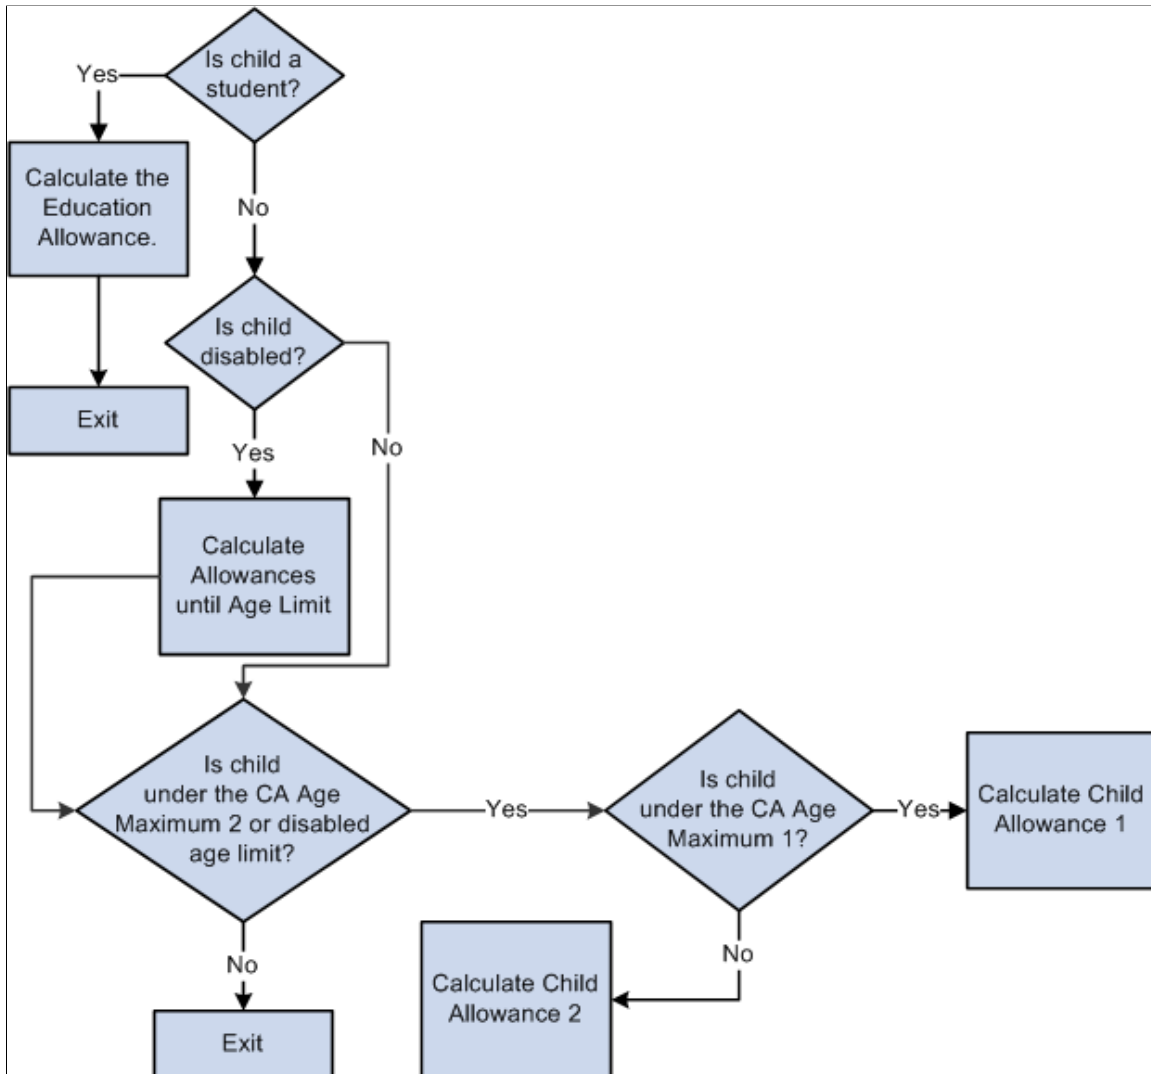 Is child a
student?
Yes
Calculate the
Education
Allowance.
No
Is child
disabled?
Exit
Yes
No
Calculate
Allowances
until Age Limit
Is child
under the CA Age
Maximum 2 or disabled
age limit?
Yes
Is child
under the CA Age
Maximum 1?
Yes
Calculate Child
Allowance 1
No
Exit
No
Calculate Child
Allowance 2